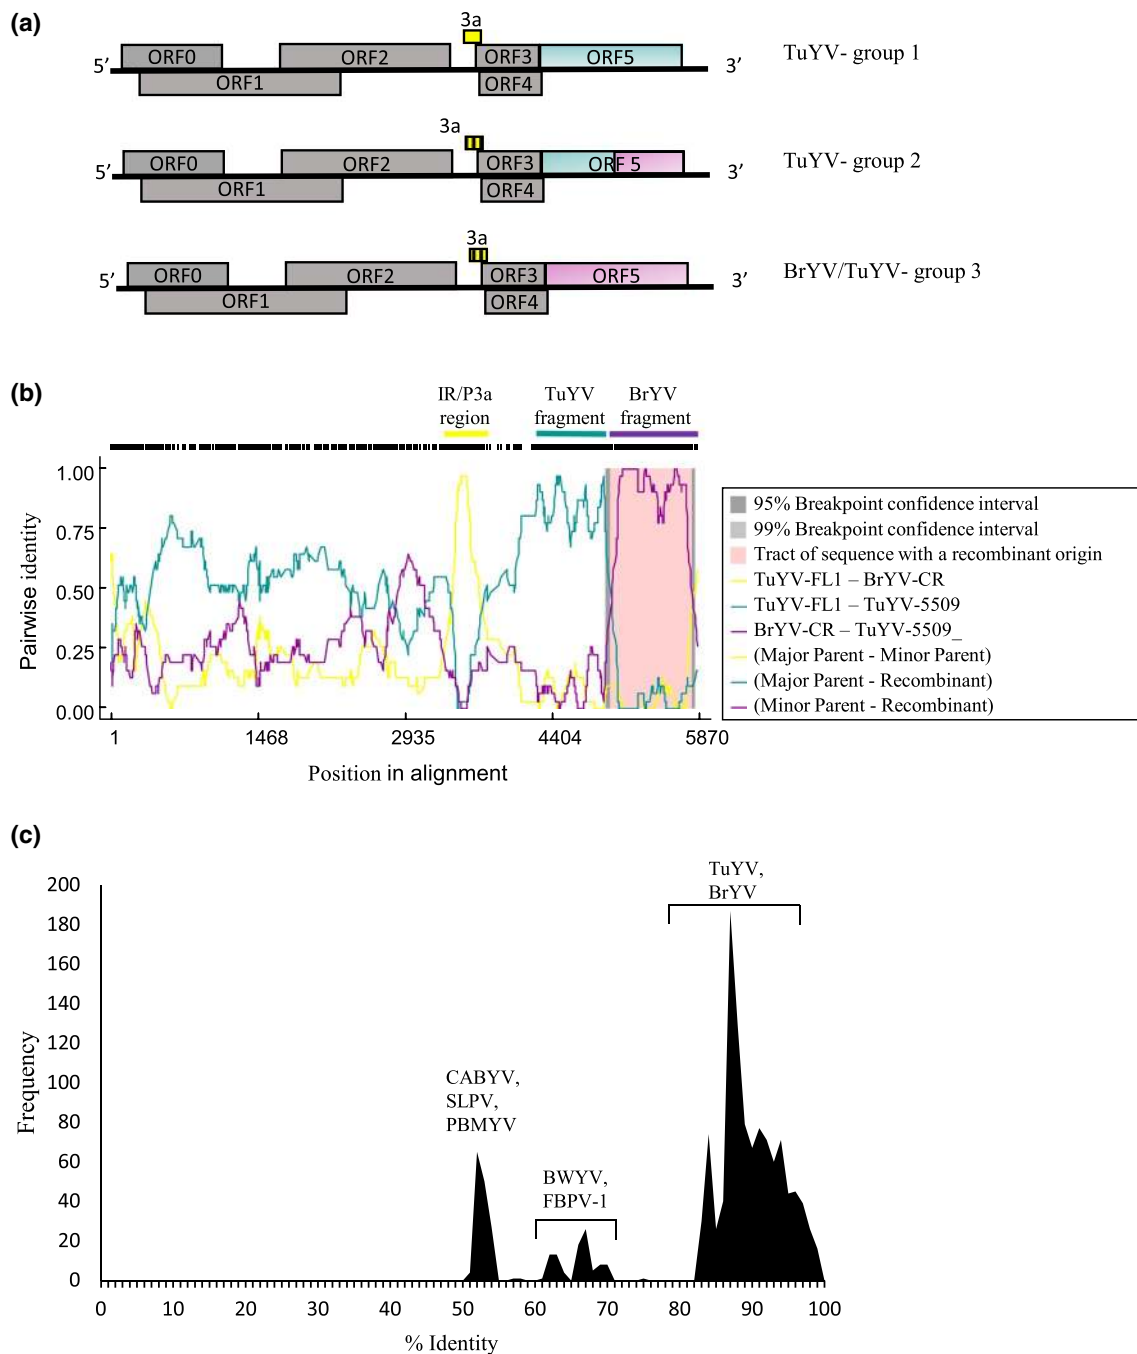 (a)
3a
5′ ORF0 ORF2 ORF3 ORF5 3′ TuYV- group 1
ORF1 ORF4
3a
5′ ORF0 ORF2 ORF3 ORF 5 3′ TuYV- group 2
ORF1 ORF4
3a
5′ ORF0 ORF2 ORF3 ORF5 3′ BrYV/TuYV- group 3
ORF1 ORF4
(b)
IR/P3a
region
TuYV
fragment
BrYV
fragment
Pairwise identity
1.00
0.75
0.50
0.25
0.00
1 1468 2935 4404 5870
Position in alignment
95% Breakpoint confidence interval
99% Breakpoint confidence interval
Tract of sequence with a recombinant origin
TuYV-FL1 – BrYV-CR
TuYV-FL1 – TuYV-5509
BrYV-CR – TuYV-5509_
(Major Parent - Minor Parent)
(Major Parent - Recombinant)
(Minor Parent - Recombinant)
(c)
Frequency
200
180
160
140
120
100
80
60
40
20
0
CABYV,
SLPV,
PBMYV
BWYV,
FBPV-1
TuYV,
BrYV
0 10 20 30 40 50 60 70 80 90 100
% Identity